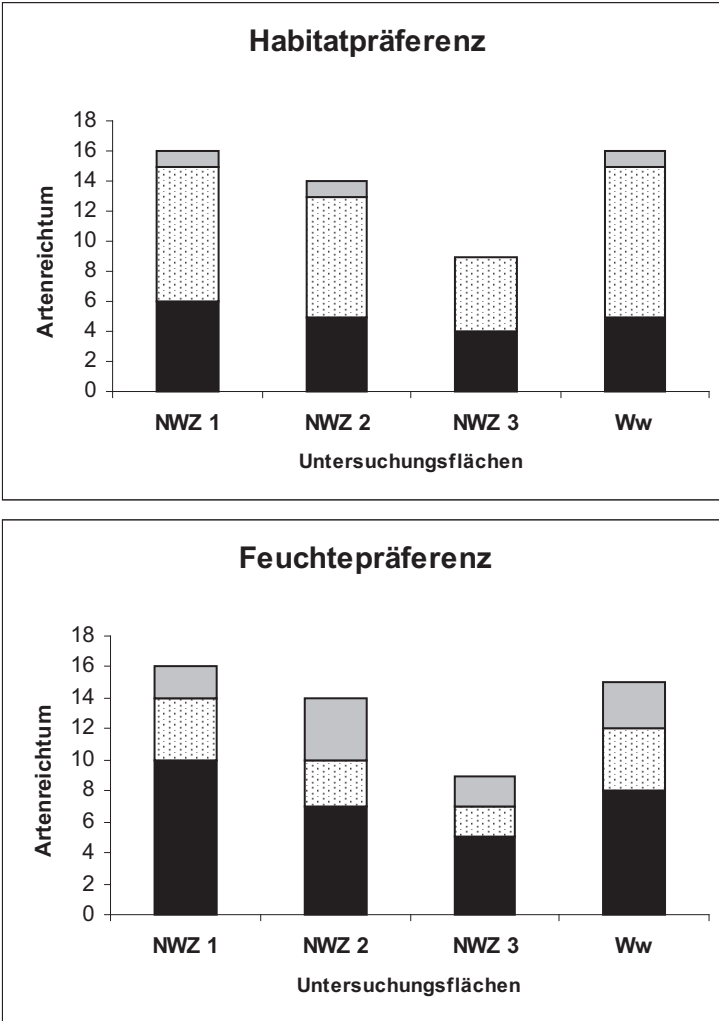 Habitatpräferenz
18
16
14
12
10
8
6
4
2
0
Artenreichtum
NWZ 1 NWZ 2 NWZ 3 Ww
Untersuchungsflächen
Feuchtepräferenz
18
16
14
12
10
8
6
4
2
0
Artenreichtum
NWZ 1 NWZ 2 NWZ 3 Ww
Untersuchungsflächen